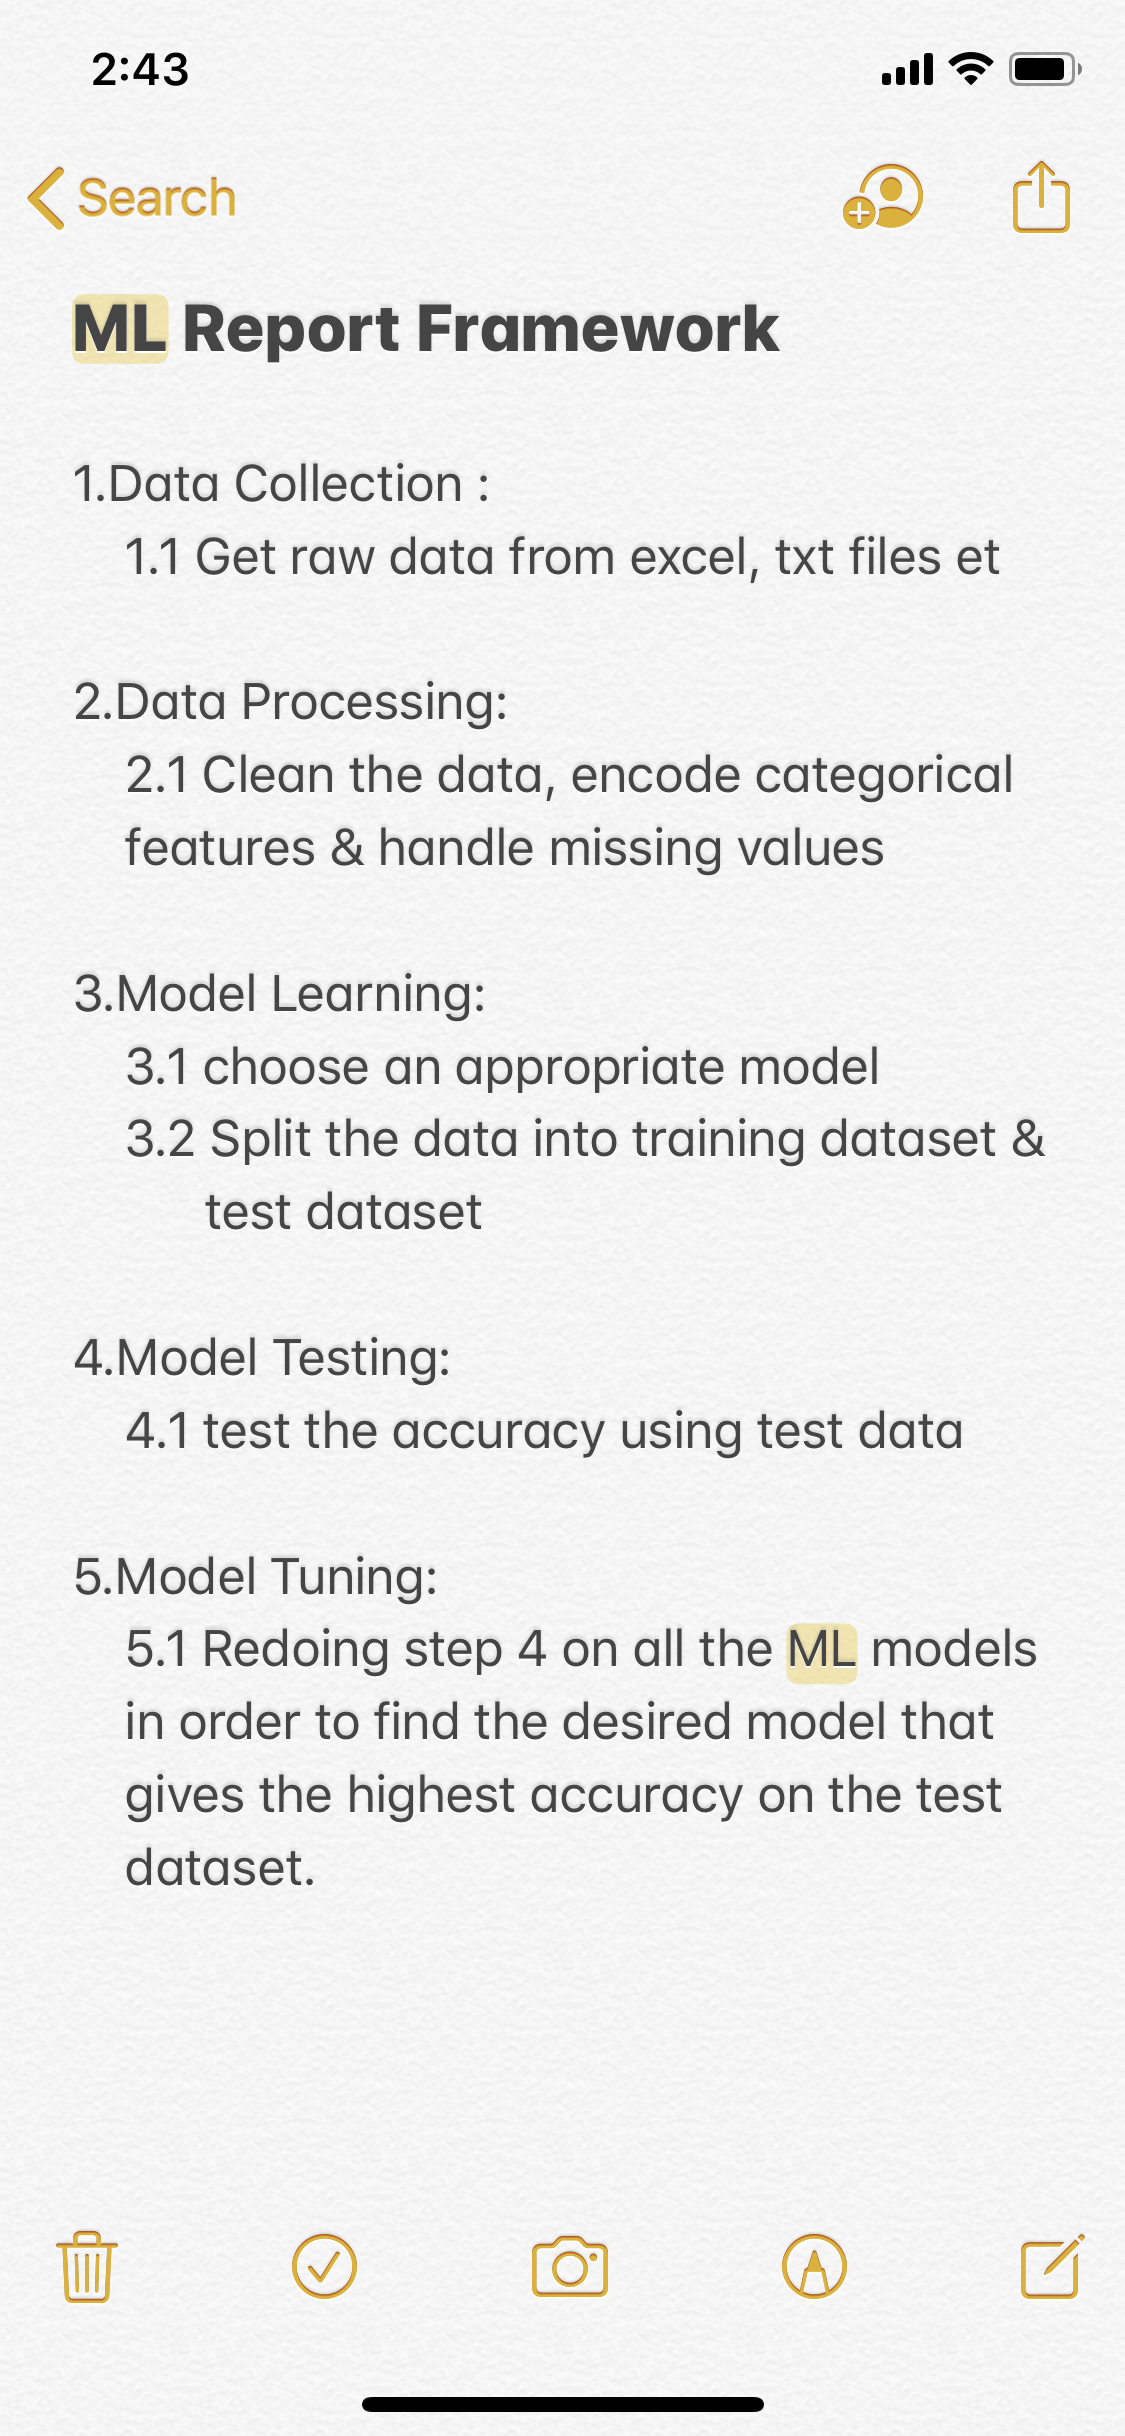 2:43
Search
ML Report Framework
1.Data Collection :
1.1 Get raw data from excel, txt files et
2.Data Processing:
2.1 Clean the data, encode categorical
features & handle missing values
3.Model Learning:
3.1 choose an appropriate model
3.2 Split the data into training dataset &
test dataset
4.Model Testing:
4.1 test the accuracy using test data
5.Model Tuning:
5.1 Redoing step 4 on all the ML models
in order to find the desired model that
gives the highest accuracy on the test
dataset.